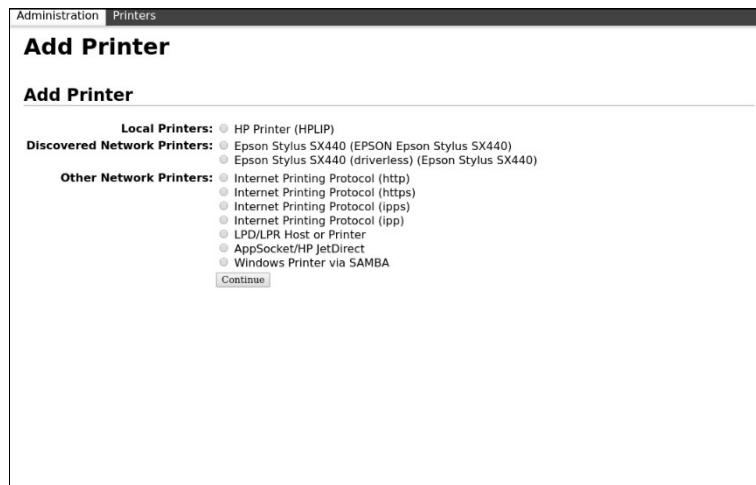 Administration Printers
Add Printer
Add Printer
Local Printers: HP Printer (HPLIP)
Discovered Network Printers: Epson Stylus SX440 (EPSON Epson Stylus SX440)
Epson Stylus SX440 (driverless) (Epson Stylus SX440)
Other Network Printers: Internet Printing Protocol (http)
Internet Printing Protocol (https)
Internet Printing Protocol (ipps)
Internet Printing Protocol (ipp)
LPD/LPR Host or Printer
AppSocket/HP JetDirect
Windows Printer via SAMBA
Continue